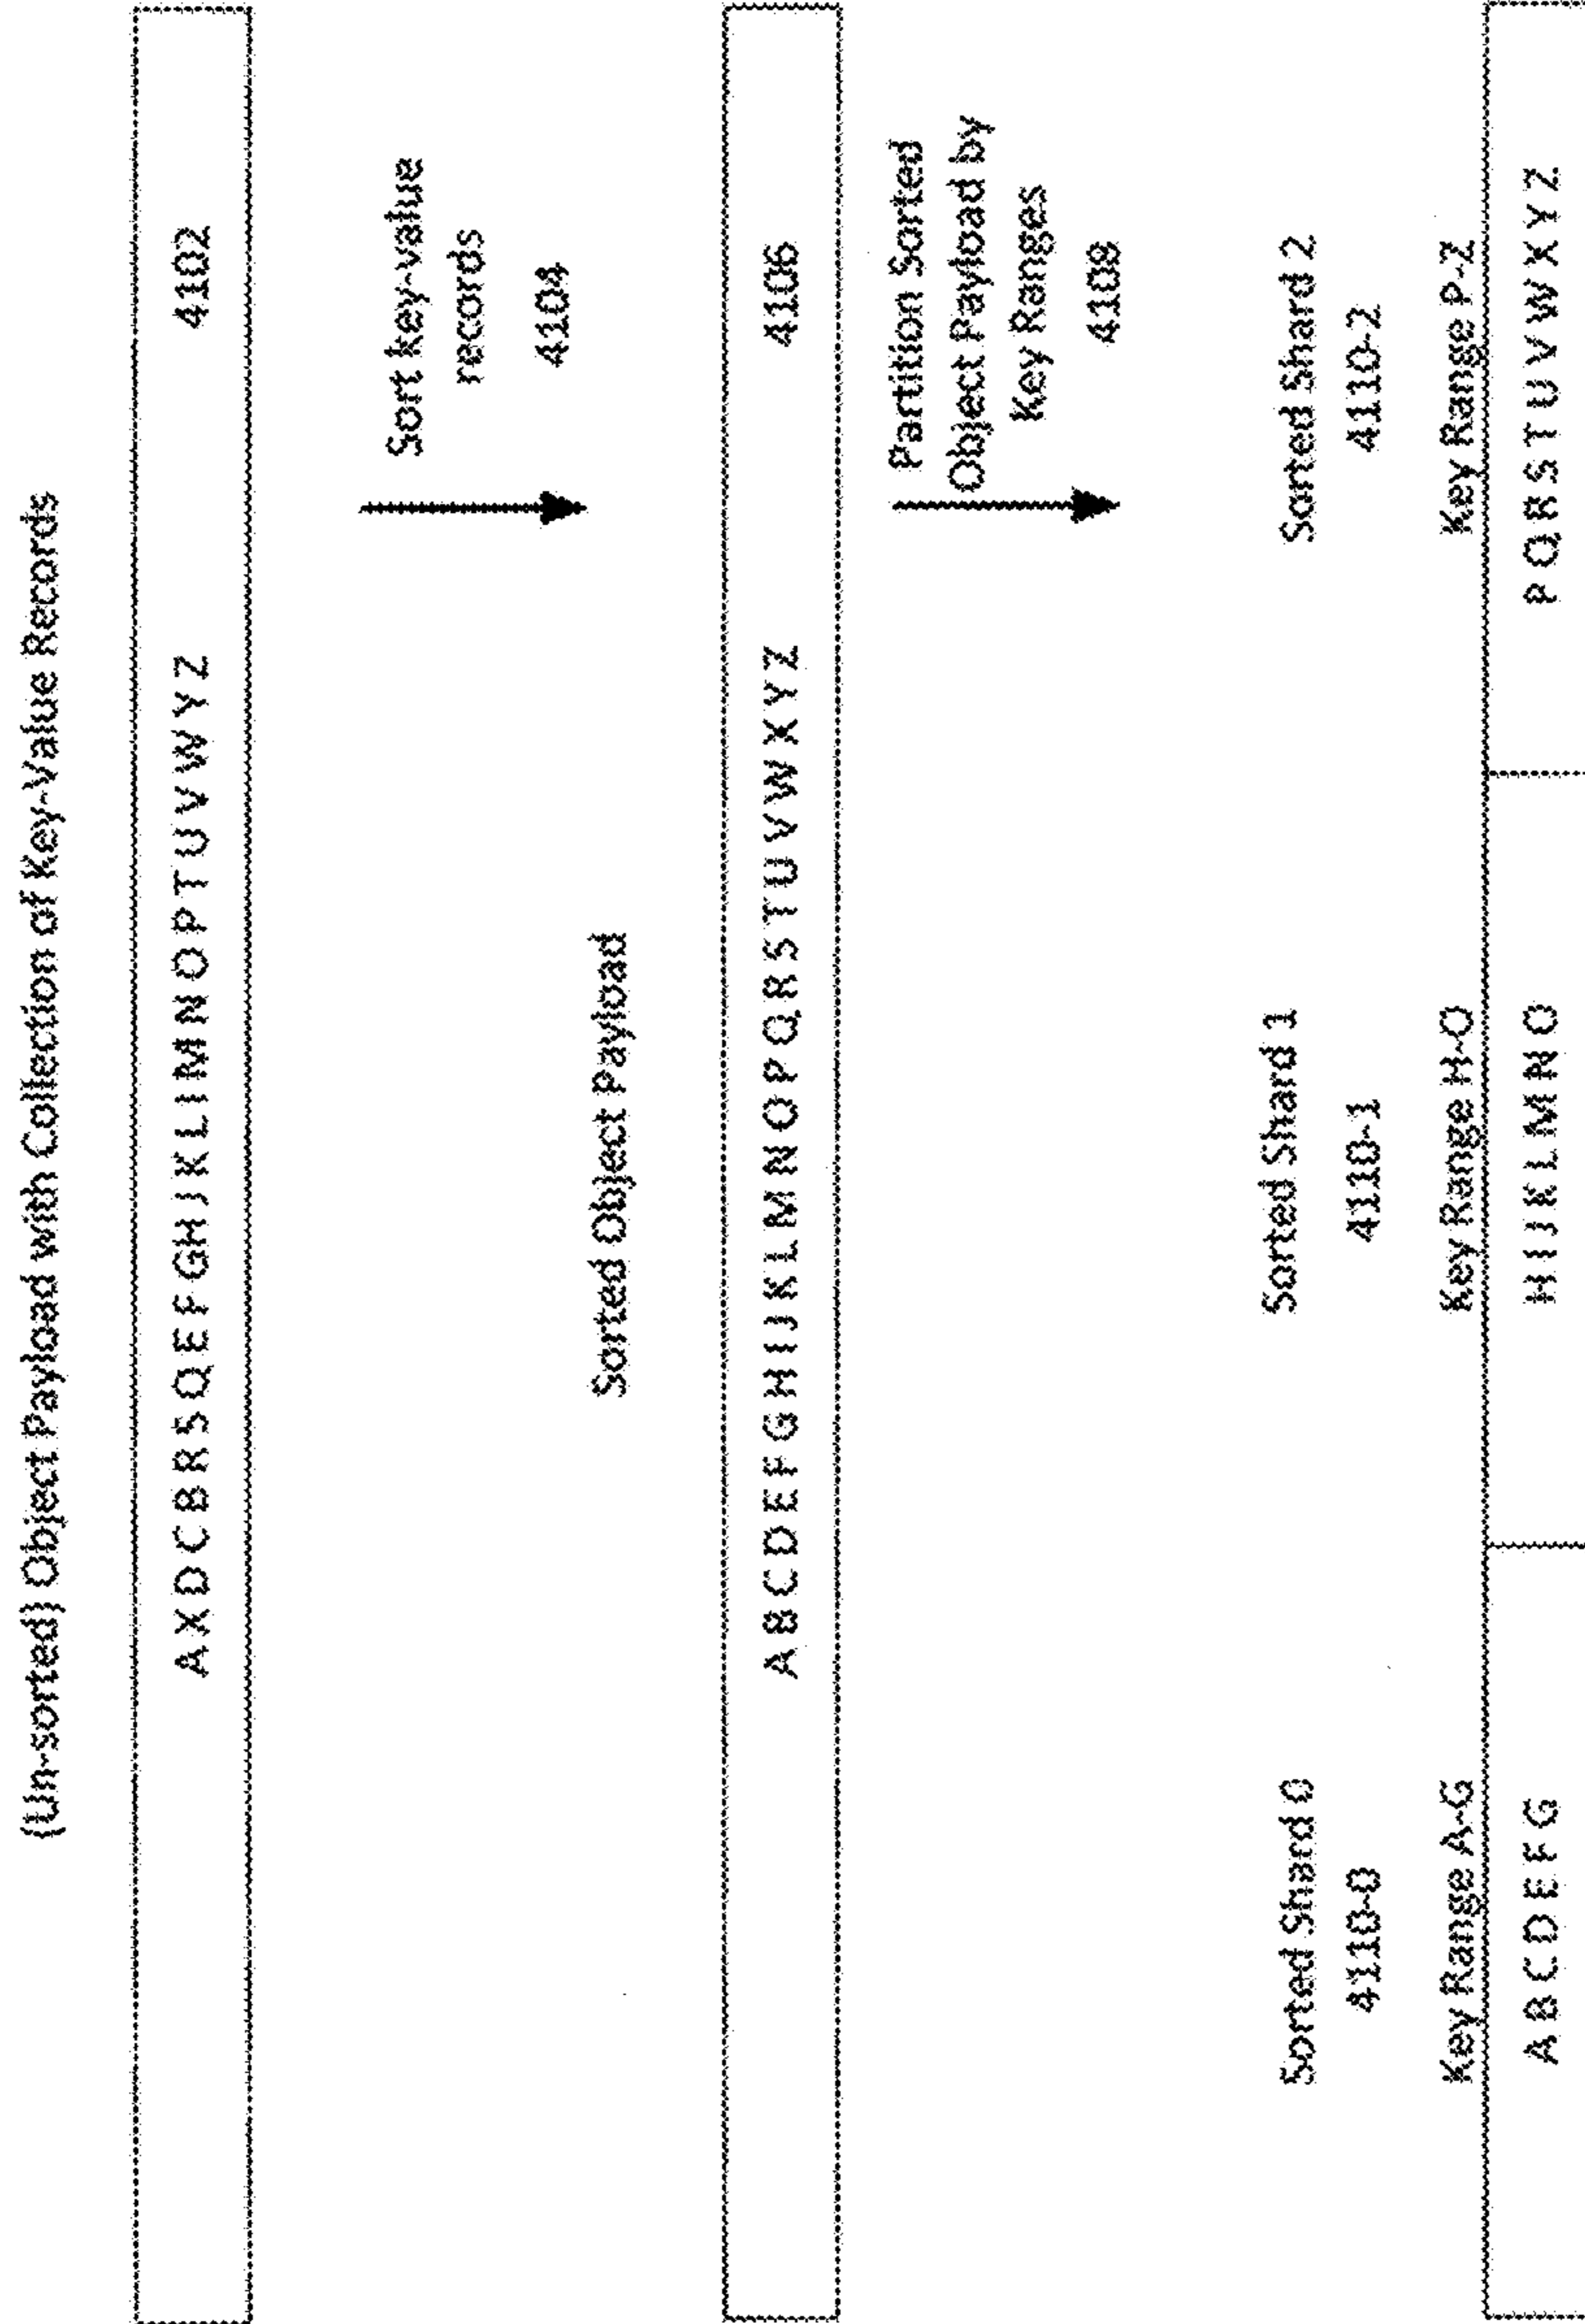 (Un-sorted) Object Payload with Collection of Key-Value Records
A X D C B R S Q E F G H J K L I M N O P T U V W Y Z 4102
Sort key-value
records
4104
Sorted Object Payload
A B C D E F G H I J K L M N O P Q R S T U V W X Y Z 4106
Partition Sorted
Object Payload by
Key Ranges
4108
Sorted Shard 0 Sorted Shard 1 Sorted Shard 2
4110-0 4110-1 4110-2
Key Range A-G Key Range H-O Key Range P-Z
A B C D E F G H I J K L M N O P Q R S T U V W X Y Z